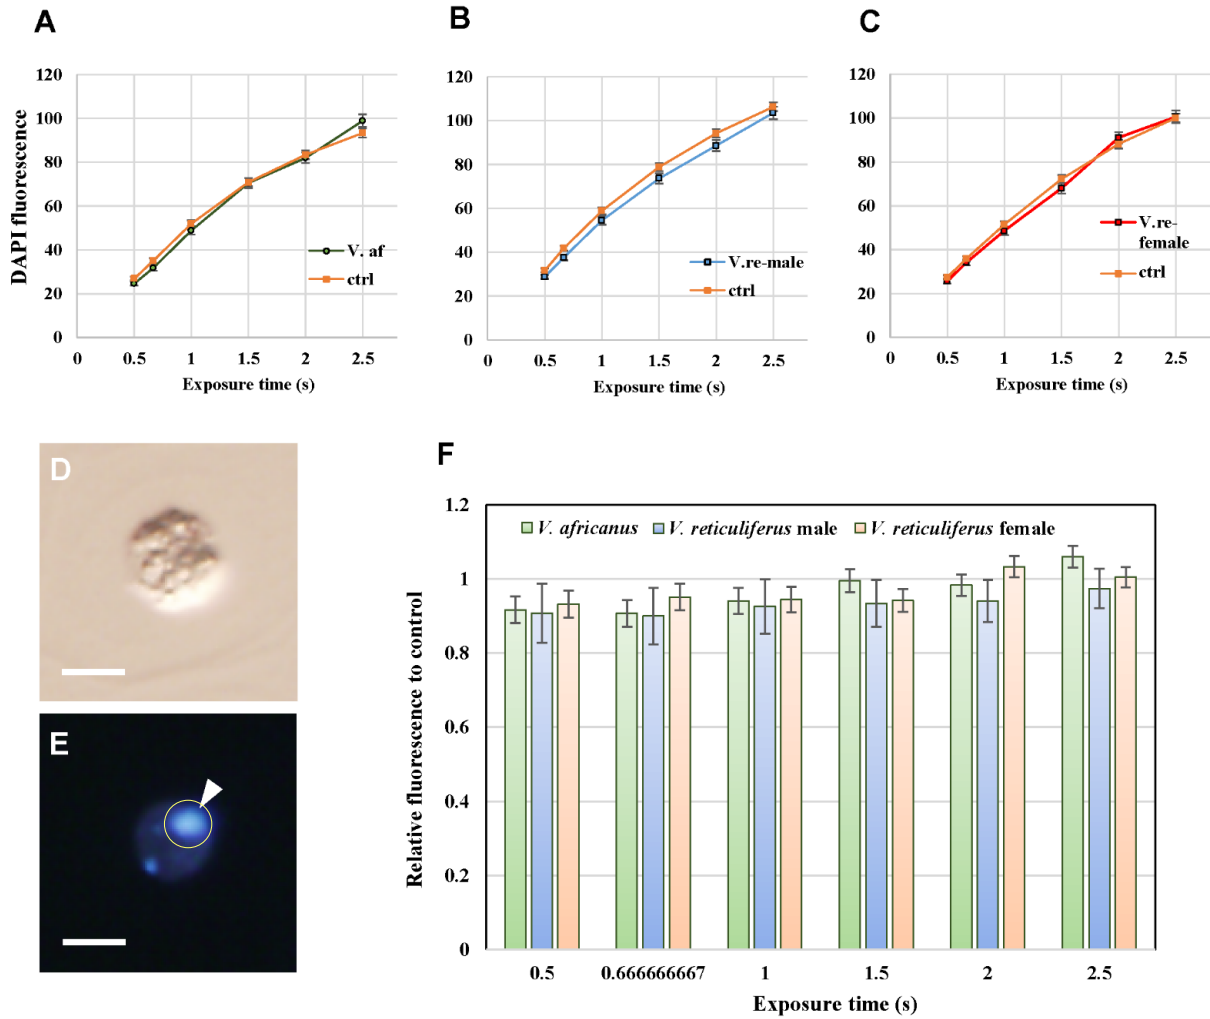 A
120
100
80
60
40
20
0
0 0.5 1 1.5 2 2.5
DAPI fluorescence
Exposure time (s)
V. af
ctrl
B
120
100
80
60
40
20
0
0 0.5 1 1.5 2 2.5
Exposure time (s)
V.re-male
ctrl
C
120
100
80
60
40
20
0
0 0.5 1 1.5 2 2.5
Exposure time (s)
V.re-
female
ctrl
D
E
F
1.2
1
0.8
0.6
0.4
0.2
0
Relative fluorescence to control
V. africanus V. reticuliferus male V. reticuliferus female
0.5 0.666666667 1 1.5 2 2.5
Exposure time (s)